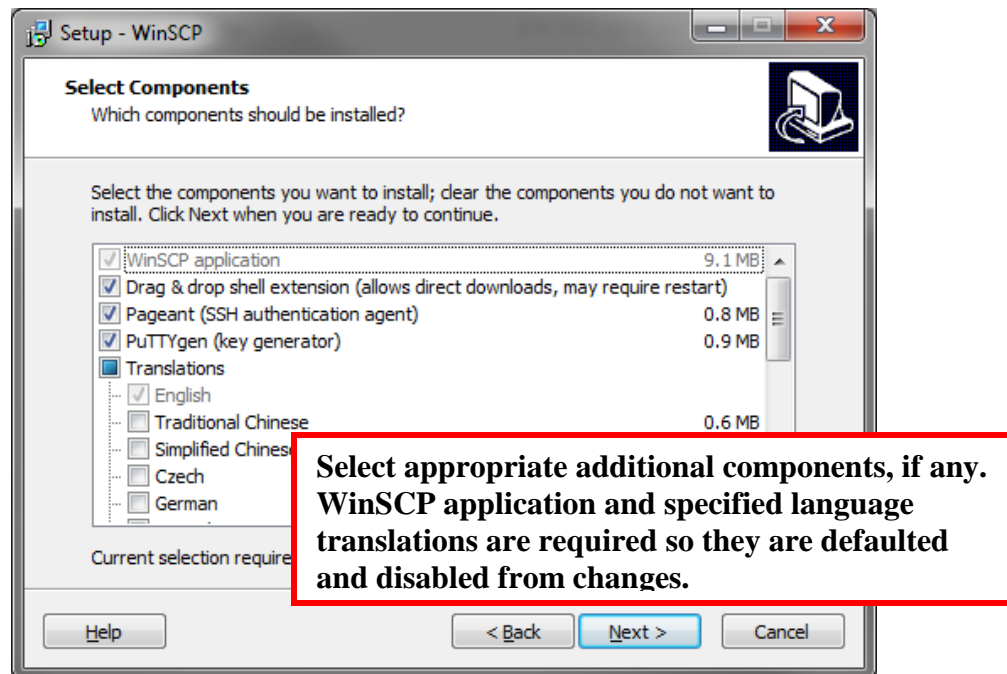 Setup - WinSCP
Select Components
Which components should be installed?
Select the components you want to install; clear the components you do not want to
install. Click Next when you are ready to continue.
WinSCP application 9.1 MB
Drag & drop shell extension (allows direct downloads, may require restart)
Pageant (SSH authentication agent) 0.8 MB
PuTTYgen (key generator) 0.9 MB
Translations
English
Traditional Chinese 0.6 MB
Simplified Chinese
Czech
German
Select appropriate additional components, if any.
WinSCP application and specified language
translations are required so they are defaulted
and disabled from changes.
Current selection require
Help
< Back
Next >
Cancel